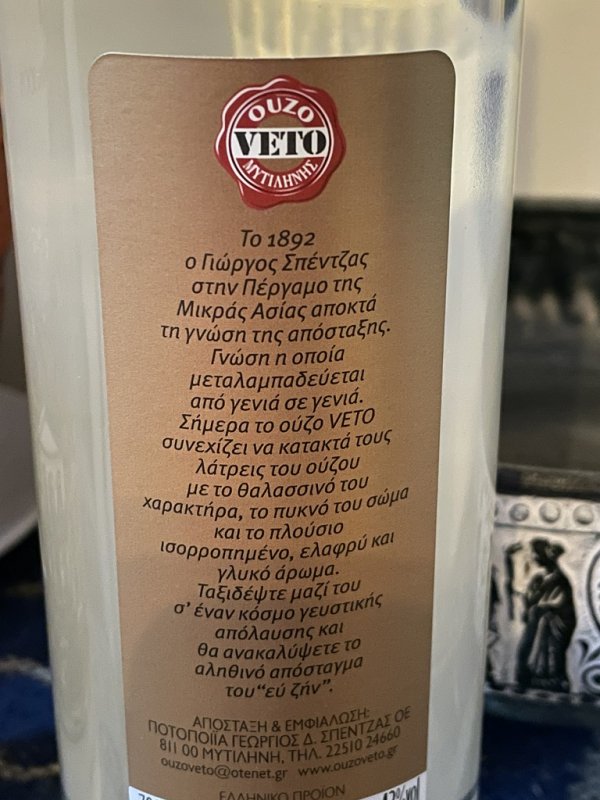 ΟUZO
VETO
ΜΥΤΙΛΗΝΗΣ
Το 1892
ο Γιώργος Σπέντζας
στην Πέργαμο της
Μικράς Ασίας αποκτά
τη γνώση της απόσταξης.
Γνώση η οποία
μεταλαμπαδεύεται
από γενιά σε γενιά.
Σήμερα το ούζο VETO
συνεχίζει να κατακτά τους
λάτρεις του ούζου
με το θαλασσινό του
χαρακτήρα, το πυκνό του σώμα
και το πλούσιο
ισορροπημένο, ελαφρύ και
γλυκό άρωμα.
Ταξιδέψτε μαζί του
σ' έναν κόσμο γευστικής
απόλαυσης και
θα ανακαλύψετε το
αληθινό απόσταγμα
του“εύ ζήν”.
ΑΠΟΣΤΑΞΗ & ΕΜΦΙΑΛΩΣΗ:
ΠΟΤΟΠΟΙΪΑ ΓΕΩΡΓΙΟΣ Δ. ΣΠΕΝΤΖΑΣ ΟΕ
811 00 ΜΥΤΙΛΗΝΗ, ΤΗΛ. 22510 24660
ouzoveto@otenet.gr www.ouzoveto.gr
ΕΛΛΗΝΙΚΟ ΠΡΟΪΟΝ